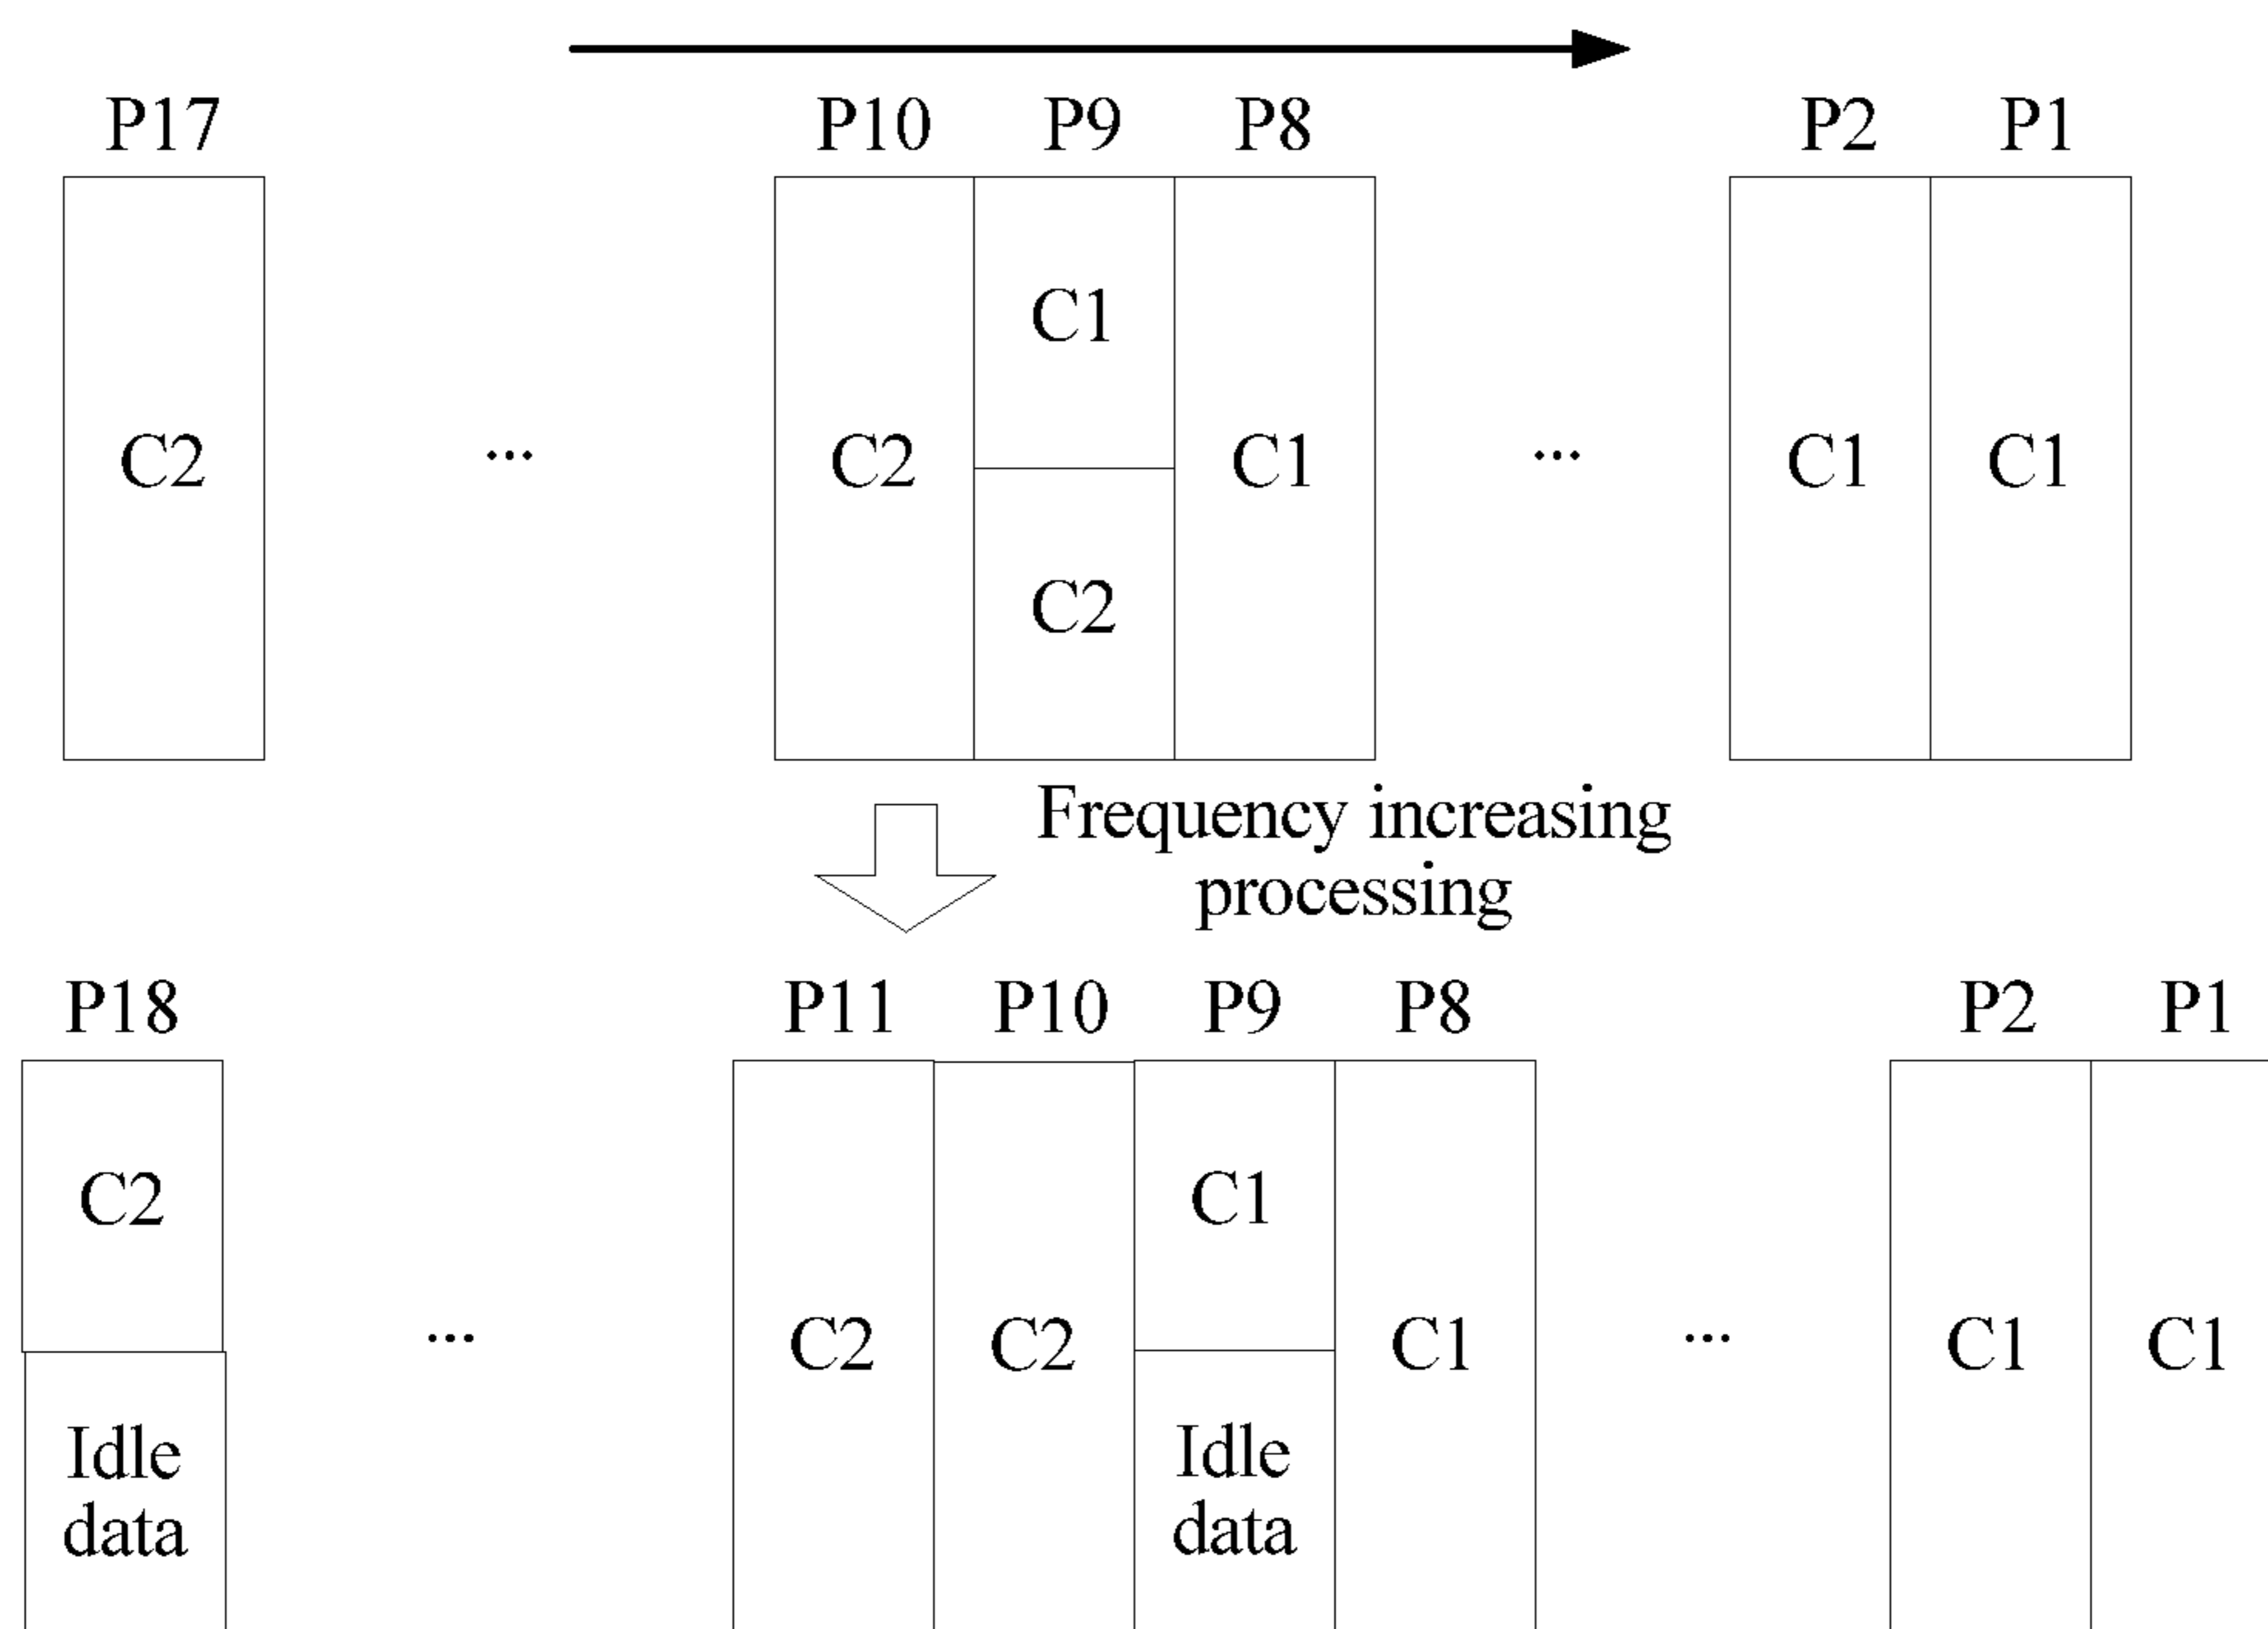 P17 P10 P9 P8 P2 P1
C1
C2 ... C2 C1 ... C1 C1
C2
Frequency increasing
processing
P18 P11 P10 P9 P8 P2 P1
C2 C1
... C2 C2 C1 ... C1 C1
Idle Idle
data data